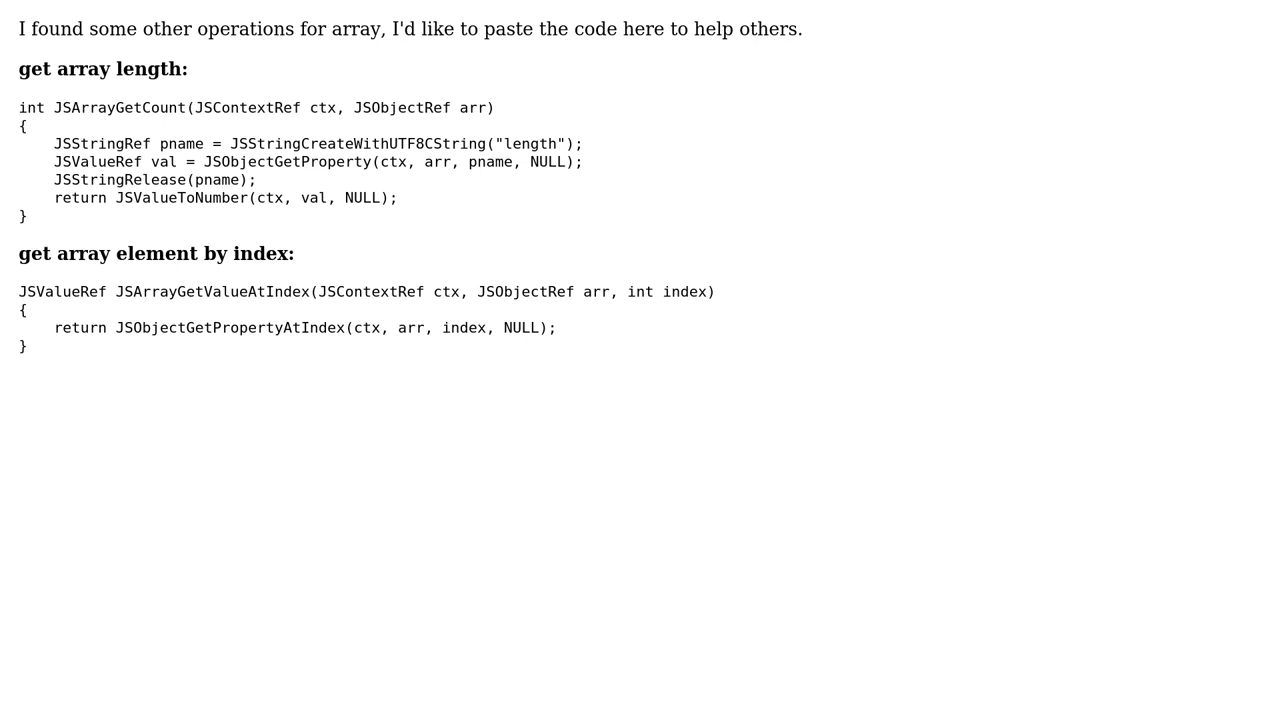 I found some other operations for array, I'd like to paste the code here to help others.
get array length:
int JSArrayGetCount(JSContextRef ctx, JSObjectRef arr)
{
    JSStringRef pname = JSStringCreateWithUTF8CString("length");
    JSValueRef val = JSObjectGetProperty(ctx, arr, pname, NULL);
    JSStringRelease(pname);
    return JSValueToNumber(ctx, val, NULL);
}
get array element by index:
JSValueRef JSArrayGetValueAtIndex(JSContextRef ctx, JSObjectRef arr, int index)
{
    return JSObjectGetPropertyAtIndex(ctx, arr, index, NULL);
}